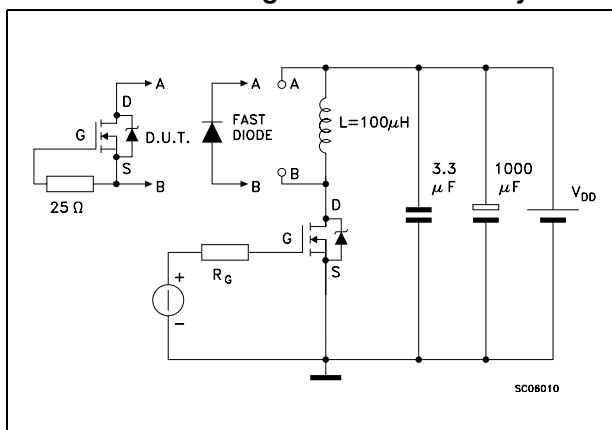 A
A
A
D
G
D.U.T.
S
FAST
DIODE
L=100μH
B
B
B
25 Ω
3.3
μF
1000
μF
V_DD
D
G
S
R_G
+
−
SC06010